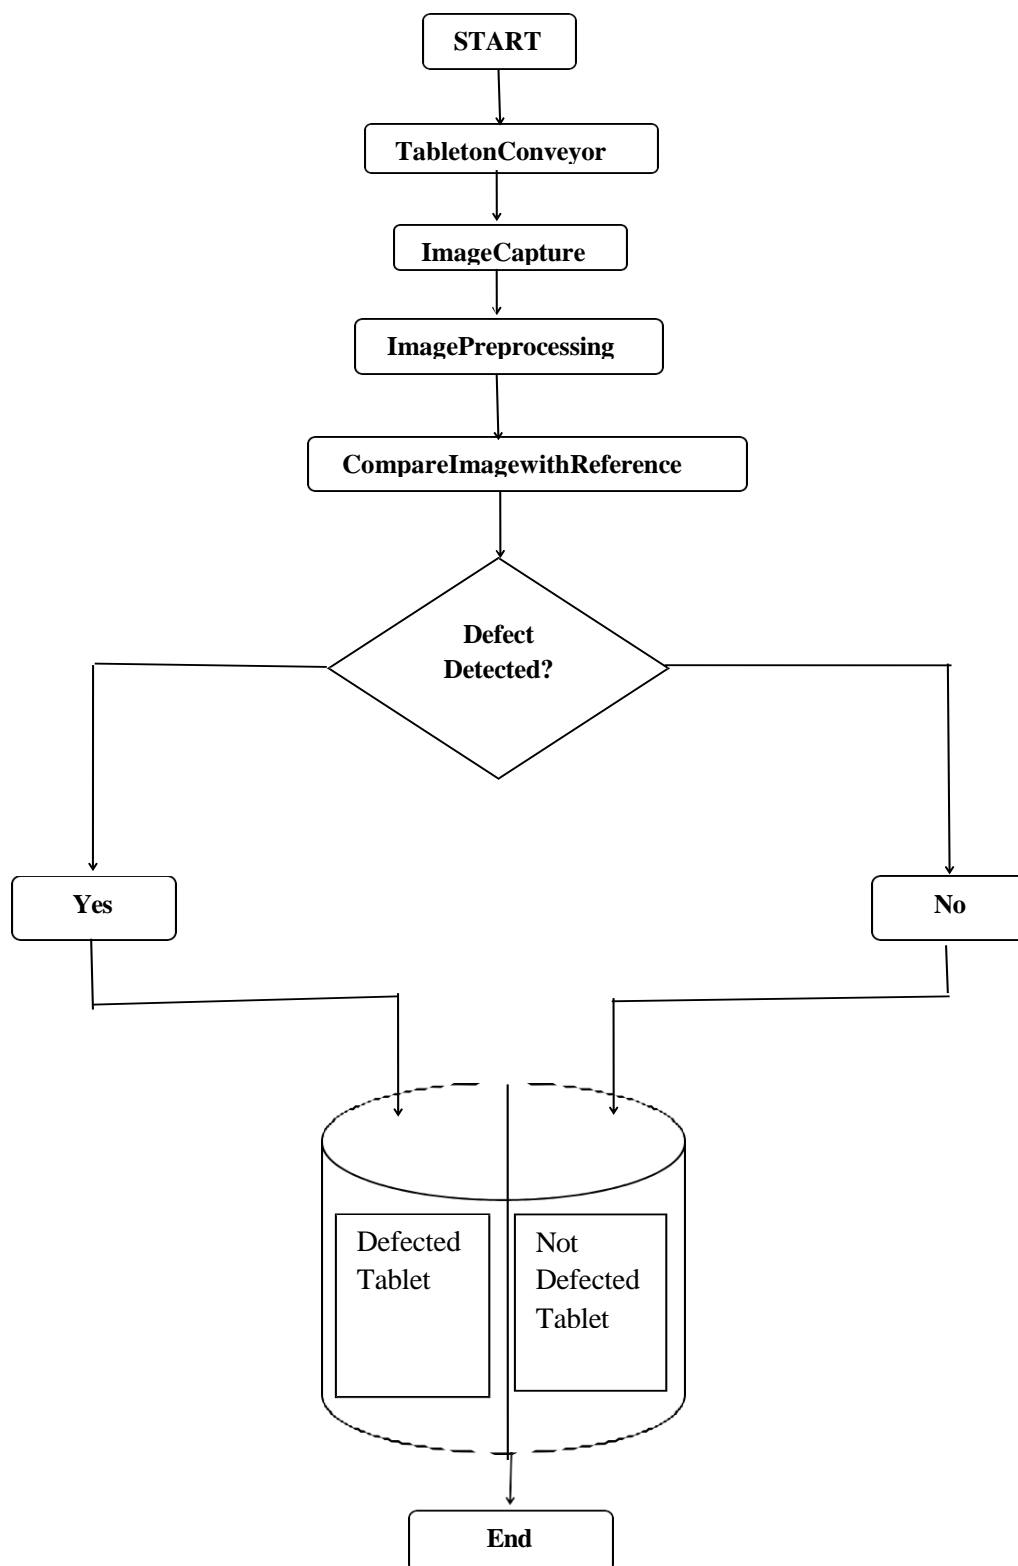 START
TabletonConveyor
ImageCapture
ImagePreprocessing
CompareImagewithReference
Defect
Detected?
Yes
No
Defected
Tablet
Not
Defected
Tablet
End